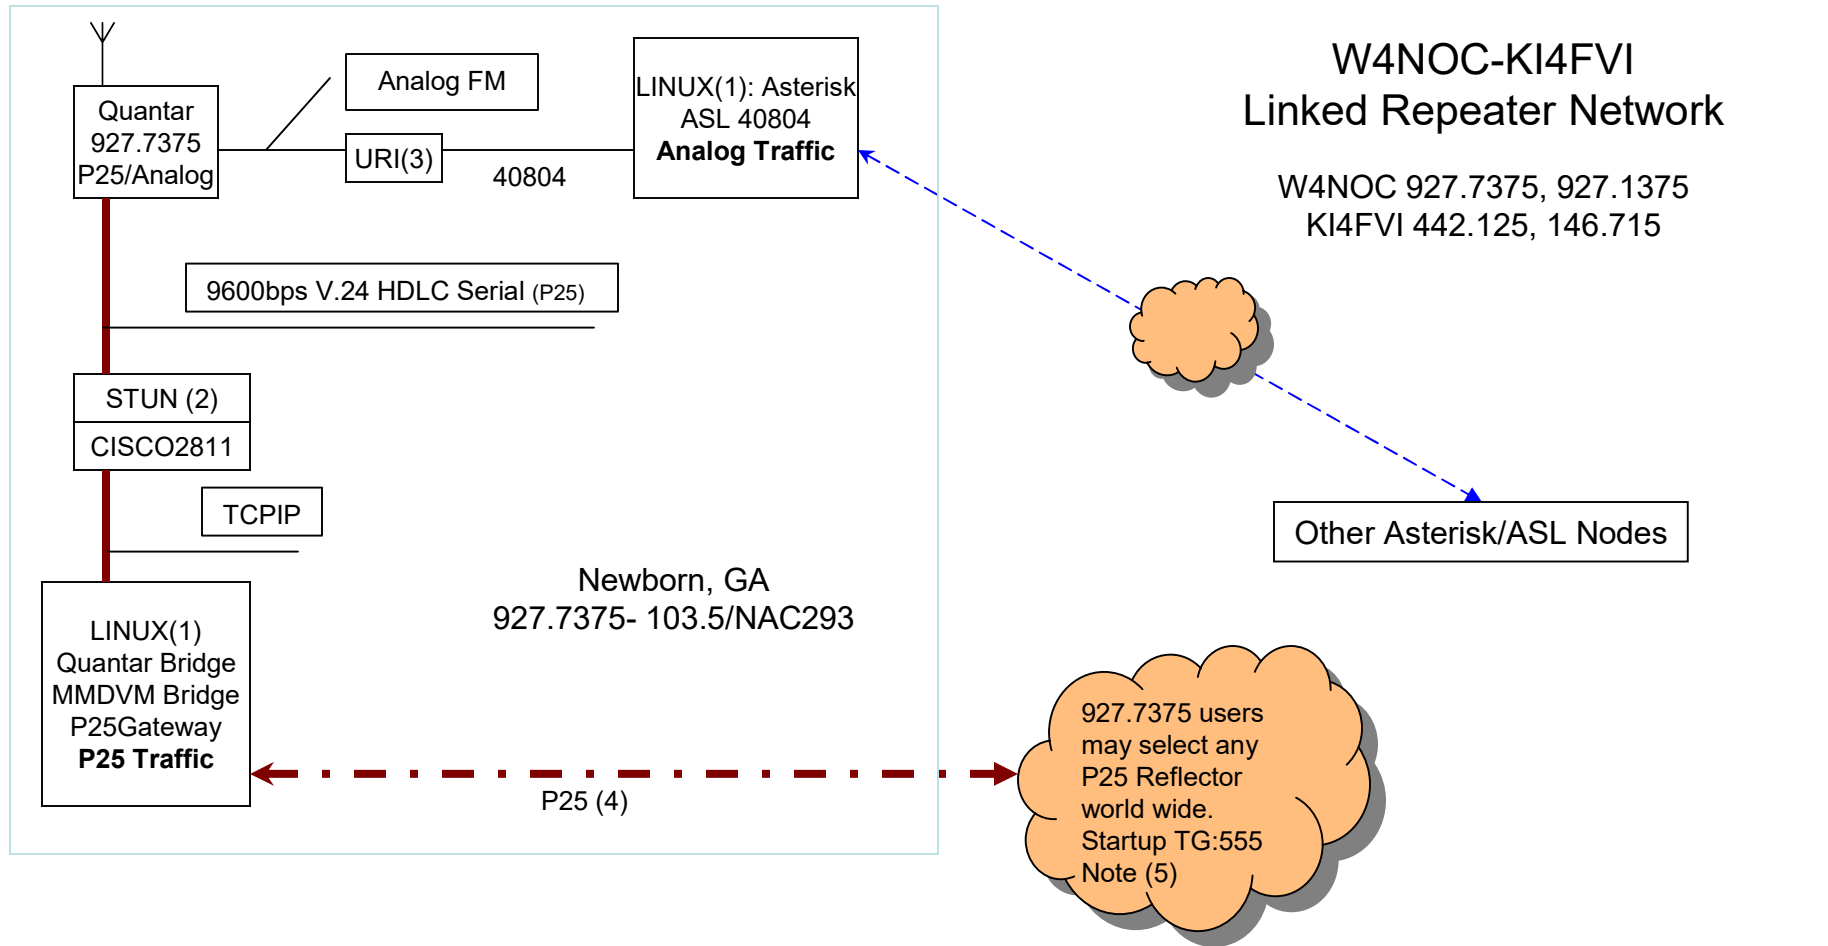 W4NOC-KI4FVI
Linked Repeater Network
W4NOC 927.7375, 927.1375
KI4FVI 442.125, 146.715
Quantar
927.7375
P25/Analog
Analog FM
URI(3)
40804
LINUX(1): Asterisk
ASL 40804
Analog Traffic
9600bps V.24 HDLC Serial (P25)
STUN (2)
CISCO2811
TCPIP
LINUX(1)
Quantar Bridge
MMDVM Bridge
P25Gateway
P25 Traffic
Newborn, GA
927.7375- 103.5/NAC293
P25 (4)
Other Asterisk/ASL Nodes
927.7375 users
may select any
P25 Reflector
world wide.
Startup TG:555
Note (5)